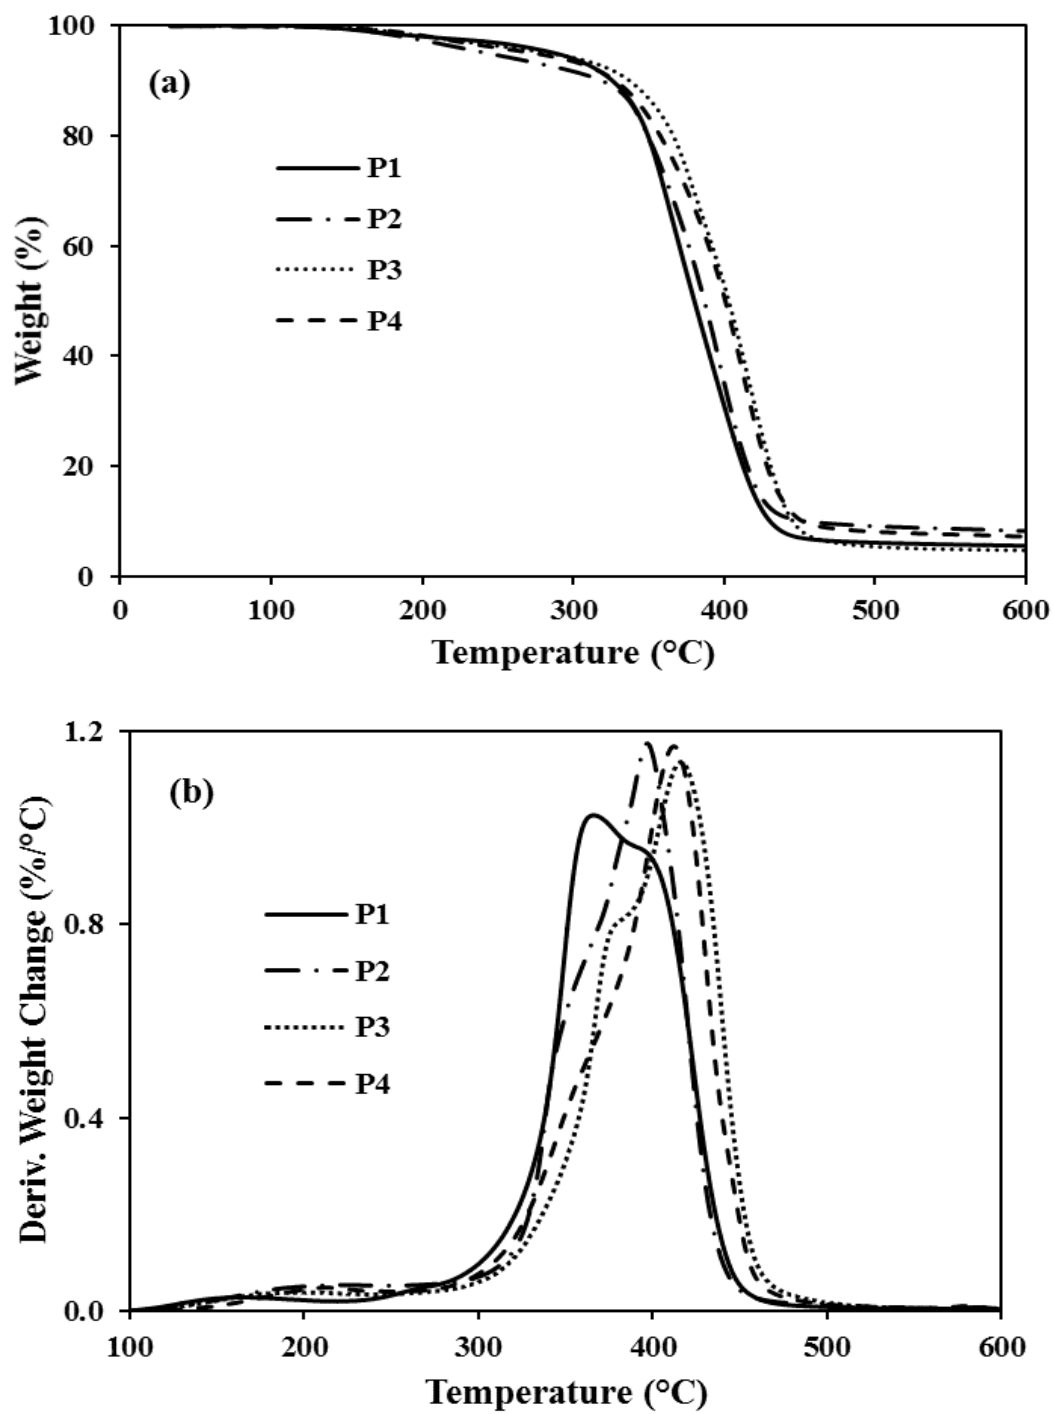 100
(a)
80
P1
P2
60
P3
P4
40
20
0
Weight (%)
0 100 200 300 400 500 600
Temperature (°C)
1.2
(b)
P1
0.8
P2
P3
P4
0.4
0.0
Deriv. Weight Change (%/°C)
100 200 300 400 500 600
Temperature (°C)